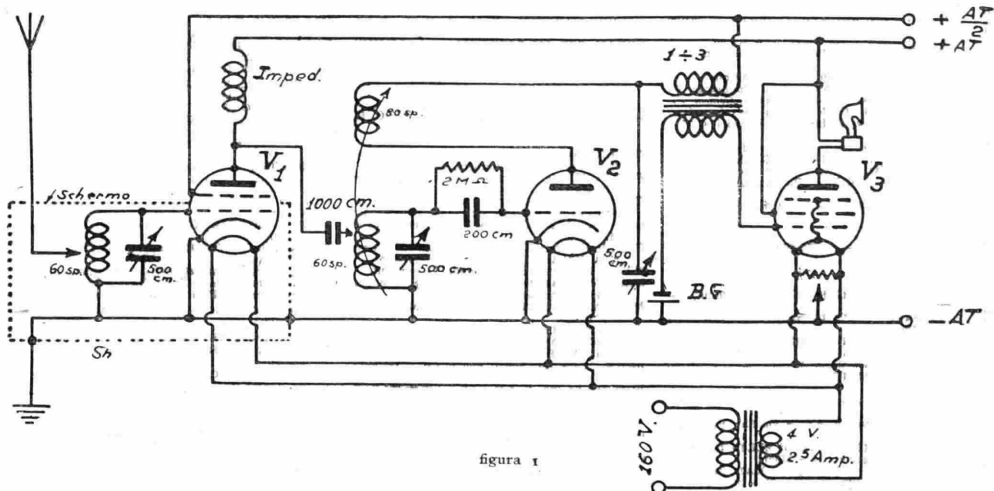 + AT/2
+ AT
1÷3
Imped.
80 sp.
V1
V2
V3
2 MΩ
Schermo
1000 cm.
200 cm
60 sp.
500 cm.
60 sp.
500 cm.
500 cm.
B.G
- AT
Sh
160 V.
4 V.
2.5 Amp.
figura 1